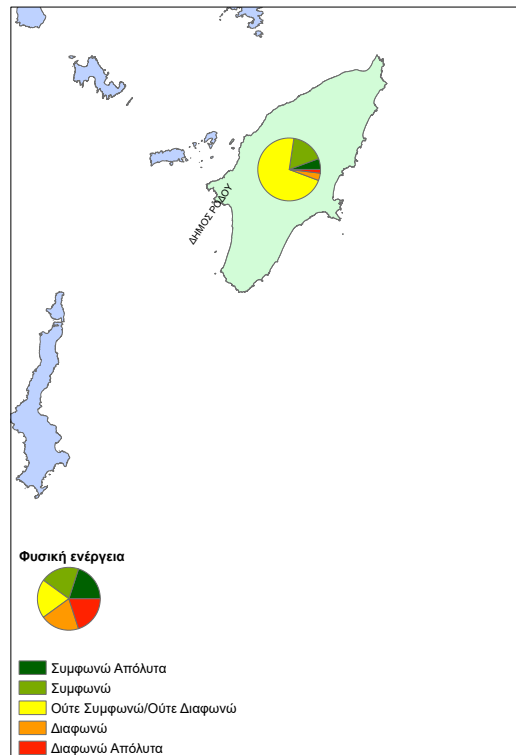 ΔΗΜΟΣ ΡΟΔΟΥ
Φυσική ενέργεια
Συμφωνώ Απόλυτα
Συμφωνώ
Ούτε Συμφωνώ/Ούτε Διαφωνώ
Διαφωνώ
Διαφωνώ Απόλυτα